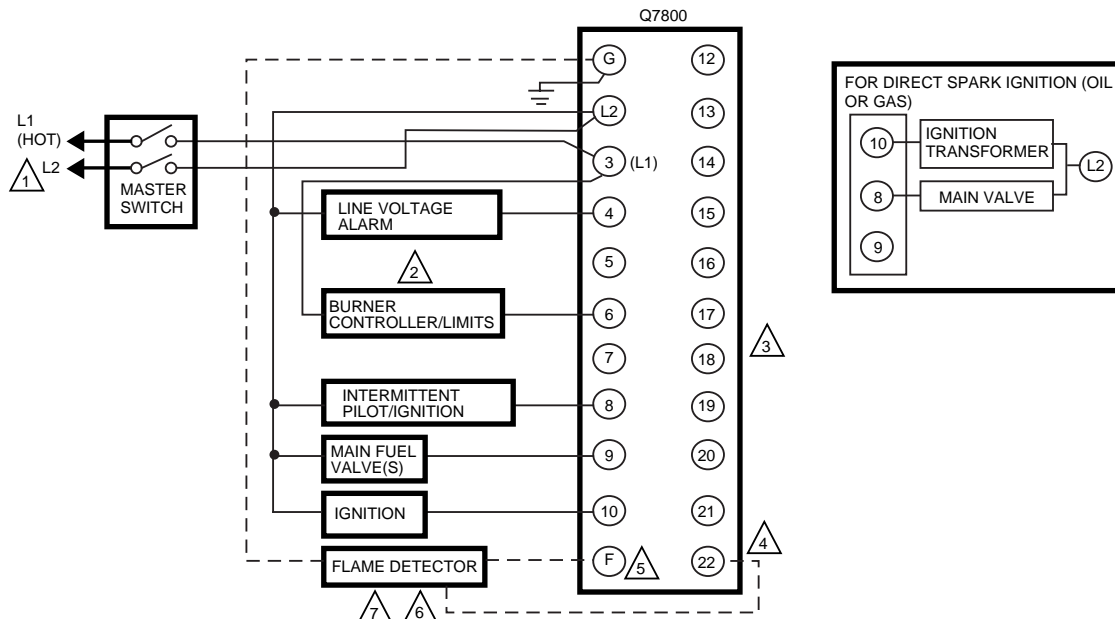 Q7800
G
12
L2
13
L1
(HOT)
3
(L1)
14
1
L2
MASTER
SWITCH
LINE VOLTAGE
ALARM
4
15
2
5
16
BURNER
CONTROLLER/LIMITS
6
17
3
7
18
INTERMITTENT
PILOT/IGNITION
8
19
MAIN FUEL
VALVE(S)
9
20
IGNITION
10
21
4
FLAME DETECTOR
F
5
22
7
6
FOR DIRECT SPARK IGNITION (OIL
OR GAS)
10
IGNITION
TRANSFORMER
L2
8
MAIN VALVE
9